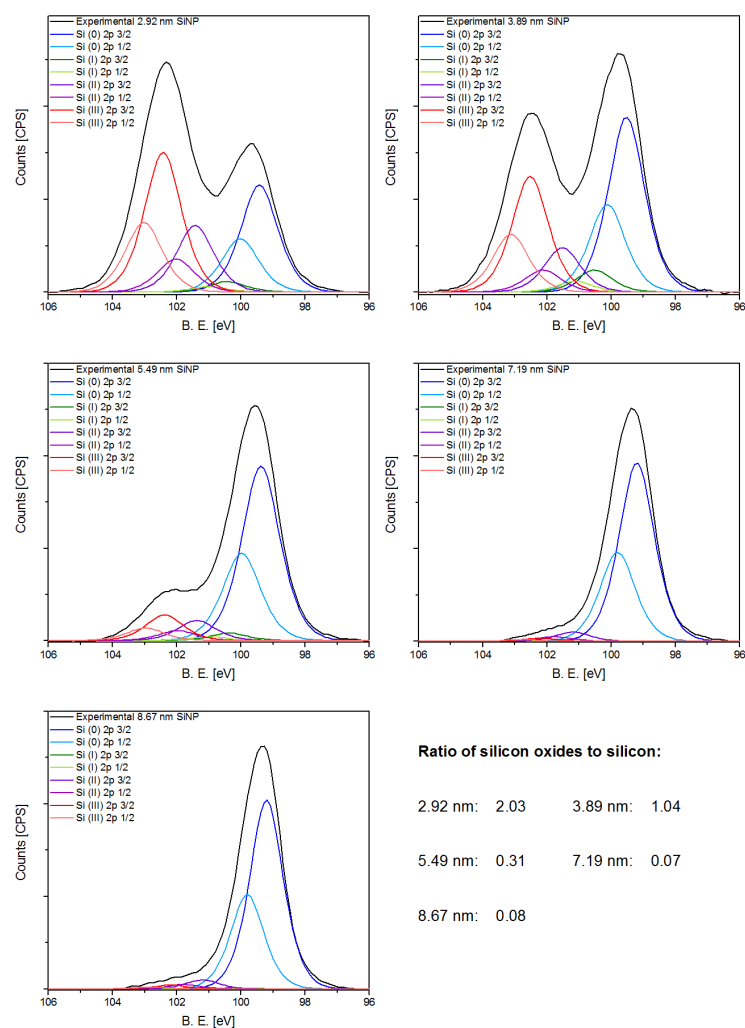 Experimental 2.92 nm SiNP
Si (0) 2p 3/2
Si (0) 2p 1/2
Si (I) 2p 3/2
Si (I) 2p 1/2
Si (II) 2p 3/2
Si (II) 2p 1/2
Si (III) 2p 3/2
Si (III) 2p 1/2
Counts [CPS]
106 104 102 100 98 96
B. E. [eV]
Experimental 3.89 nm SiNP
Si (0) 2p 3/2
Si (0) 2p 1/2
Si (I) 2p 3/2
Si (I) 2p 1/2
Si (II) 2p 3/2
Si (II) 2p 1/2
Si (III) 2p 3/2
Si (III) 2p 1/2
Counts [CPS]
106 104 102 100 98 96
B. E. [eV]
Experimental 5.49 nm SiNP
Si (0) 2p 3/2
Si (0) 2p 1/2
Si (I) 2p 3/2
Si (I) 2p 1/2
Si (II) 2p 3/2
Si (II) 2p 1/2
Si (III) 2p 3/2
Si (III) 2p 1/2
Counts [CPS]
106 104 102 100 98 96
B. E. [eV]
Experimental 7.19 nm SiNP
Si (0) 2p 3/2
Si (0) 2p 1/2
Si (I) 2p 3/2
Si (I) 2p 1/2
Si (II) 2p 3/2
Si (II) 2p 1/2
Si (III) 2p 3/2
Si (III) 2p 1/2
Counts [CPS]
106 104 102 100 98 96
B. E. [eV]
Experimental 8.67 nm SiNP
Si (0) 2p 3/2
Si (0) 2p 1/2
Si (I) 2p 3/2
Si (I) 2p 1/2
Si (II) 2p 3/2
Si (II) 2p 1/2
Si (III) 2p 3/2
Si (III) 2p 1/2
Counts [CPS]
106 104 102 100 98 96
B. E. [eV]
Ratio of silicon oxides to silicon:
2.92 nm: 2.03 3.89 nm: 1.04
5.49 nm: 0.31 7.19 nm: 0.07
8.67 nm: 0.08